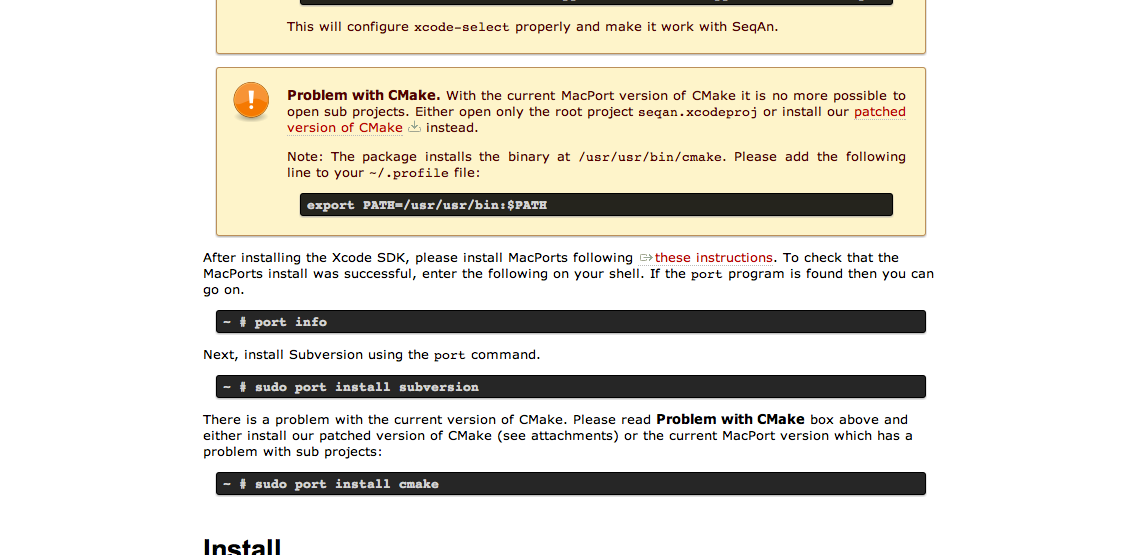 This will configure xcode-select properly and make it work with SeqAn.
Problem with CMake. With the current MacPort version of CMake it is no more possible to
open sub projects. Either open only the root project seqan.xcodeproj or install our patched
version of CMake instead.
Note: The package installs the binary at /usr/usr/bin/cmake. Please add the following
line to your ~/.profile file:
export PATH=/usr/usr/bin:$PATH
After installing the Xcode SDK, please install MacPorts following these instructions. To check that the
MacPorts install was successful, enter the following on your shell. If the port program is found then you can
go on.
~ # port info
Next, install Subversion using the port command.
~ # sudo port install subversion
There is a problem with the current version of CMake. Please read Problem with CMake box above and
either install our patched version of CMake (see attachments) or the current MacPort version which has a
problem with sub projects:
~ # sudo port install cmake
Install